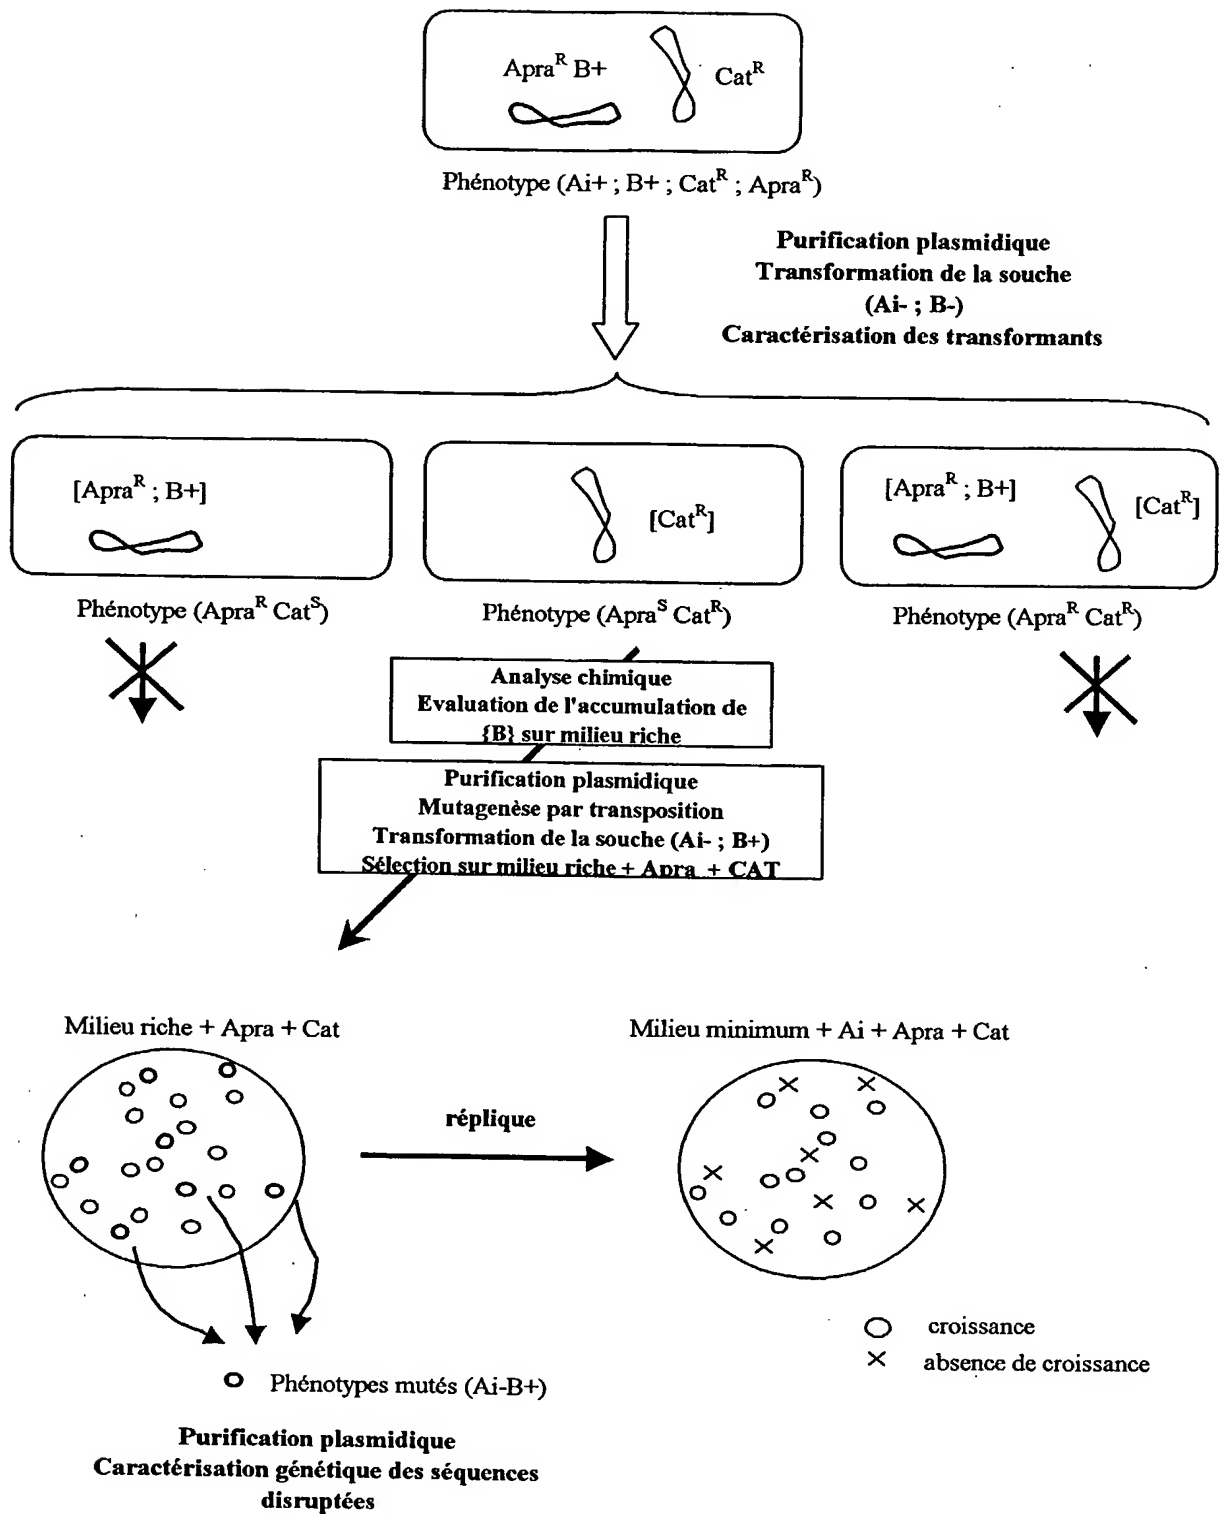 Apra^R B+
Cat^R
Phénotype (Ai+ ; B+ ; Cat^R ; Apra^R)
Purification plasmidique
Transformation de la souche
(Ai- ; B-)
Caractérisation des transformants
[Apra^R ; B+]
[Cat^R]
[Apra^R ; B+]
[Cat^R]
Phénotype (Apra^R Cat^S)
Phénotype (Apra^S Cat^R)
Phénotype (Apra^R Cat^R)
Analyse chimique
Evaluation de l'accumulation de
{B} sur milieu riche
Purification plasmidique
Mutagenèse par transposition
Transformation de la souche (Ai- ; B+)
Sélection sur milieu riche + Apra + CAT
Milieu riche + Apra + Cat
Milieu minimum + Ai + Apra + Cat
réplique
croissance
absence de croissance
Phénotypes mutés (Ai-B+)
Purification plasmidique
Caractérisation génétique des séquences
disruptées